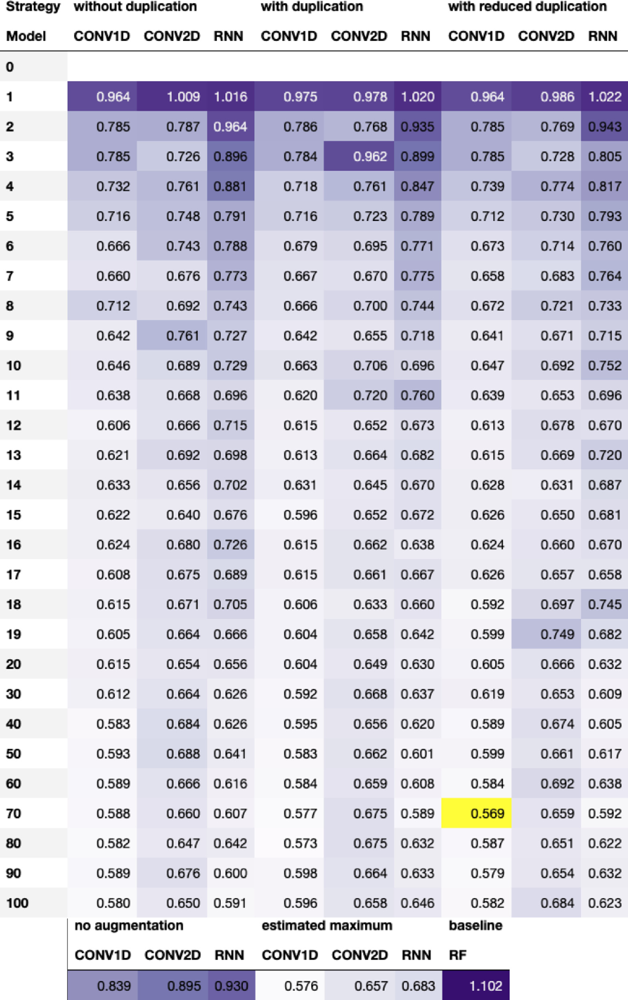 Strategy without duplication with duplication with reduced duplication
Model CONV1D CONV2D RNN CONV1D CONV2D RNN CONV1D CONV2D RNN
0
1 0.964 1.009 1.016 0.975 0.978 1.020 0.964 0.986 1.022
2 0.785 0.787 0.964 0.786 0.768 0.935 0.785 0.769 0.943
3 0.785 0.726 0.896 0.784 0.962 0.899 0.785 0.728 0.805
4 0.732 0.761 0.881 0.718 0.761 0.847 0.739 0.774 0.817
5 0.716 0.748 0.791 0.716 0.723 0.789 0.712 0.730 0.793
6 0.666 0.743 0.788 0.679 0.695 0.771 0.673 0.714 0.760
7 0.660 0.676 0.773 0.667 0.670 0.775 0.658 0.683 0.764
8 0.712 0.692 0.743 0.666 0.700 0.744 0.672 0.721 0.733
9 0.642 0.761 0.727 0.642 0.655 0.718 0.641 0.671 0.715
10 0.646 0.689 0.729 0.663 0.706 0.696 0.647 0.692 0.752
11 0.638 0.668 0.696 0.620 0.720 0.760 0.639 0.653 0.696
12 0.606 0.666 0.715 0.615 0.652 0.673 0.613 0.678 0.670
13 0.621 0.692 0.698 0.613 0.664 0.682 0.615 0.669 0.720
14 0.633 0.656 0.702 0.631 0.645 0.670 0.628 0.631 0.687
15 0.622 0.640 0.676 0.596 0.652 0.672 0.626 0.650 0.681
16 0.624 0.680 0.726 0.615 0.662 0.638 0.624 0.660 0.670
17 0.608 0.675 0.689 0.615 0.661 0.667 0.626 0.657 0.658
18 0.615 0.671 0.705 0.606 0.633 0.660 0.592 0.697 0.745
19 0.605 0.664 0.666 0.604 0.658 0.642 0.599 0.749 0.682
20 0.615 0.654 0.656 0.604 0.649 0.630 0.605 0.666 0.632
30 0.612 0.664 0.626 0.592 0.668 0.637 0.619 0.653 0.609
40 0.583 0.684 0.626 0.595 0.656 0.620 0.589 0.674 0.605
50 0.593 0.688 0.641 0.583 0.662 0.601 0.599 0.661 0.617
60 0.589 0.666 0.616 0.584 0.659 0.608 0.584 0.692 0.638
70 0.588 0.660 0.607 0.577 0.675 0.589 0.569 0.659 0.592
80 0.582 0.647 0.642 0.573 0.675 0.632 0.587 0.651 0.622
90 0.589 0.676 0.600 0.598 0.664 0.633 0.579 0.654 0.632
100 0.580 0.650 0.591 0.596 0.658 0.646 0.582 0.684 0.623
no augmentation estimated maximum baseline
CONV1D CONV2D RNN CONV1D CONV2D RNN RF
0.839 0.895 0.930 0.576 0.657 0.683 1.102